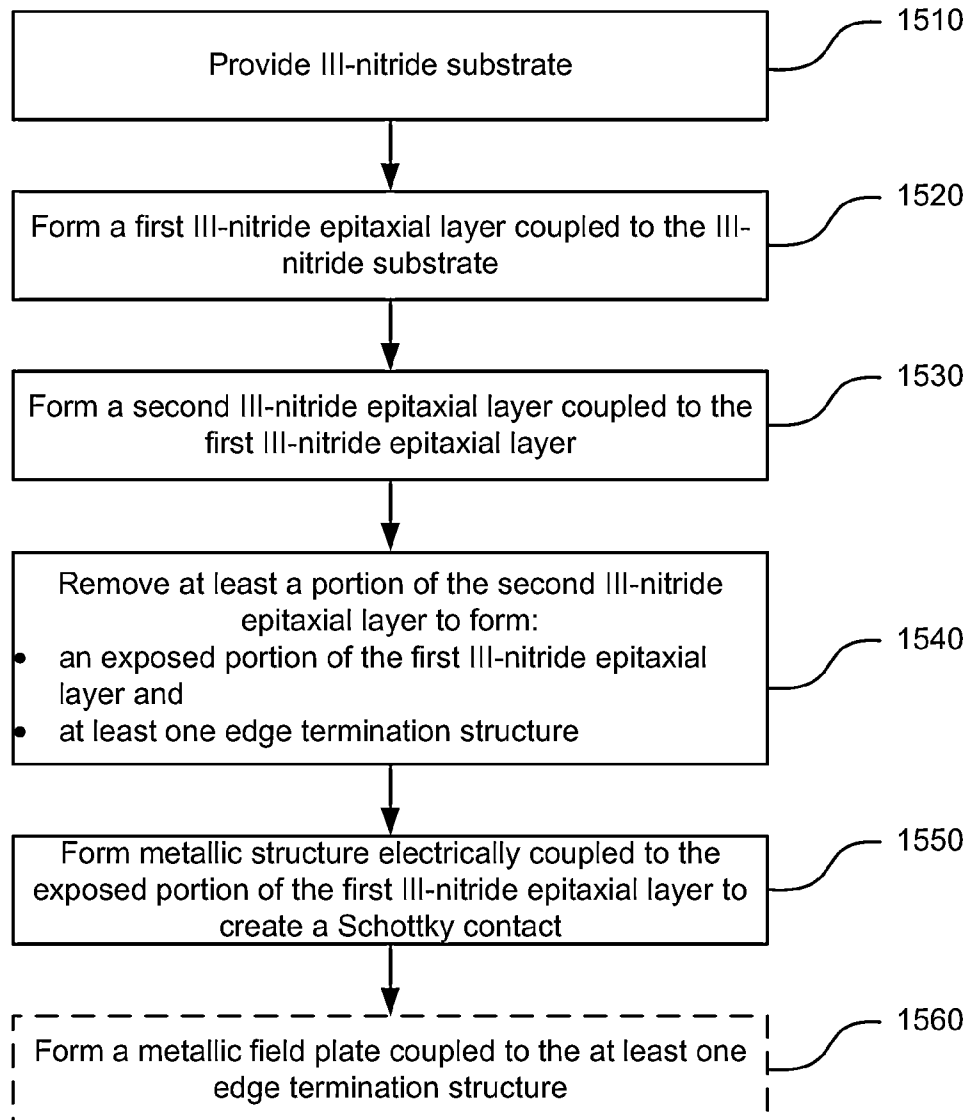 Provide III-nitride substrate
1510
Form a first III-nitride epitaxial layer coupled to the III-
nitride substrate
1520
Form a second III-nitride epitaxial layer coupled to the
first III-nitride epitaxial layer
1530
Remove at least a portion of the second III-nitride
epitaxial layer to form:
• an exposed portion of the first III-nitride epitaxial
layer and
• at least one edge termination structure
1540
Form metallic structure electrically coupled to the
exposed portion of the first III-nitride epitaxial layer to
create a Schottky contact
1550
Form a metallic field plate coupled to the at least one
edge termination structure
1560